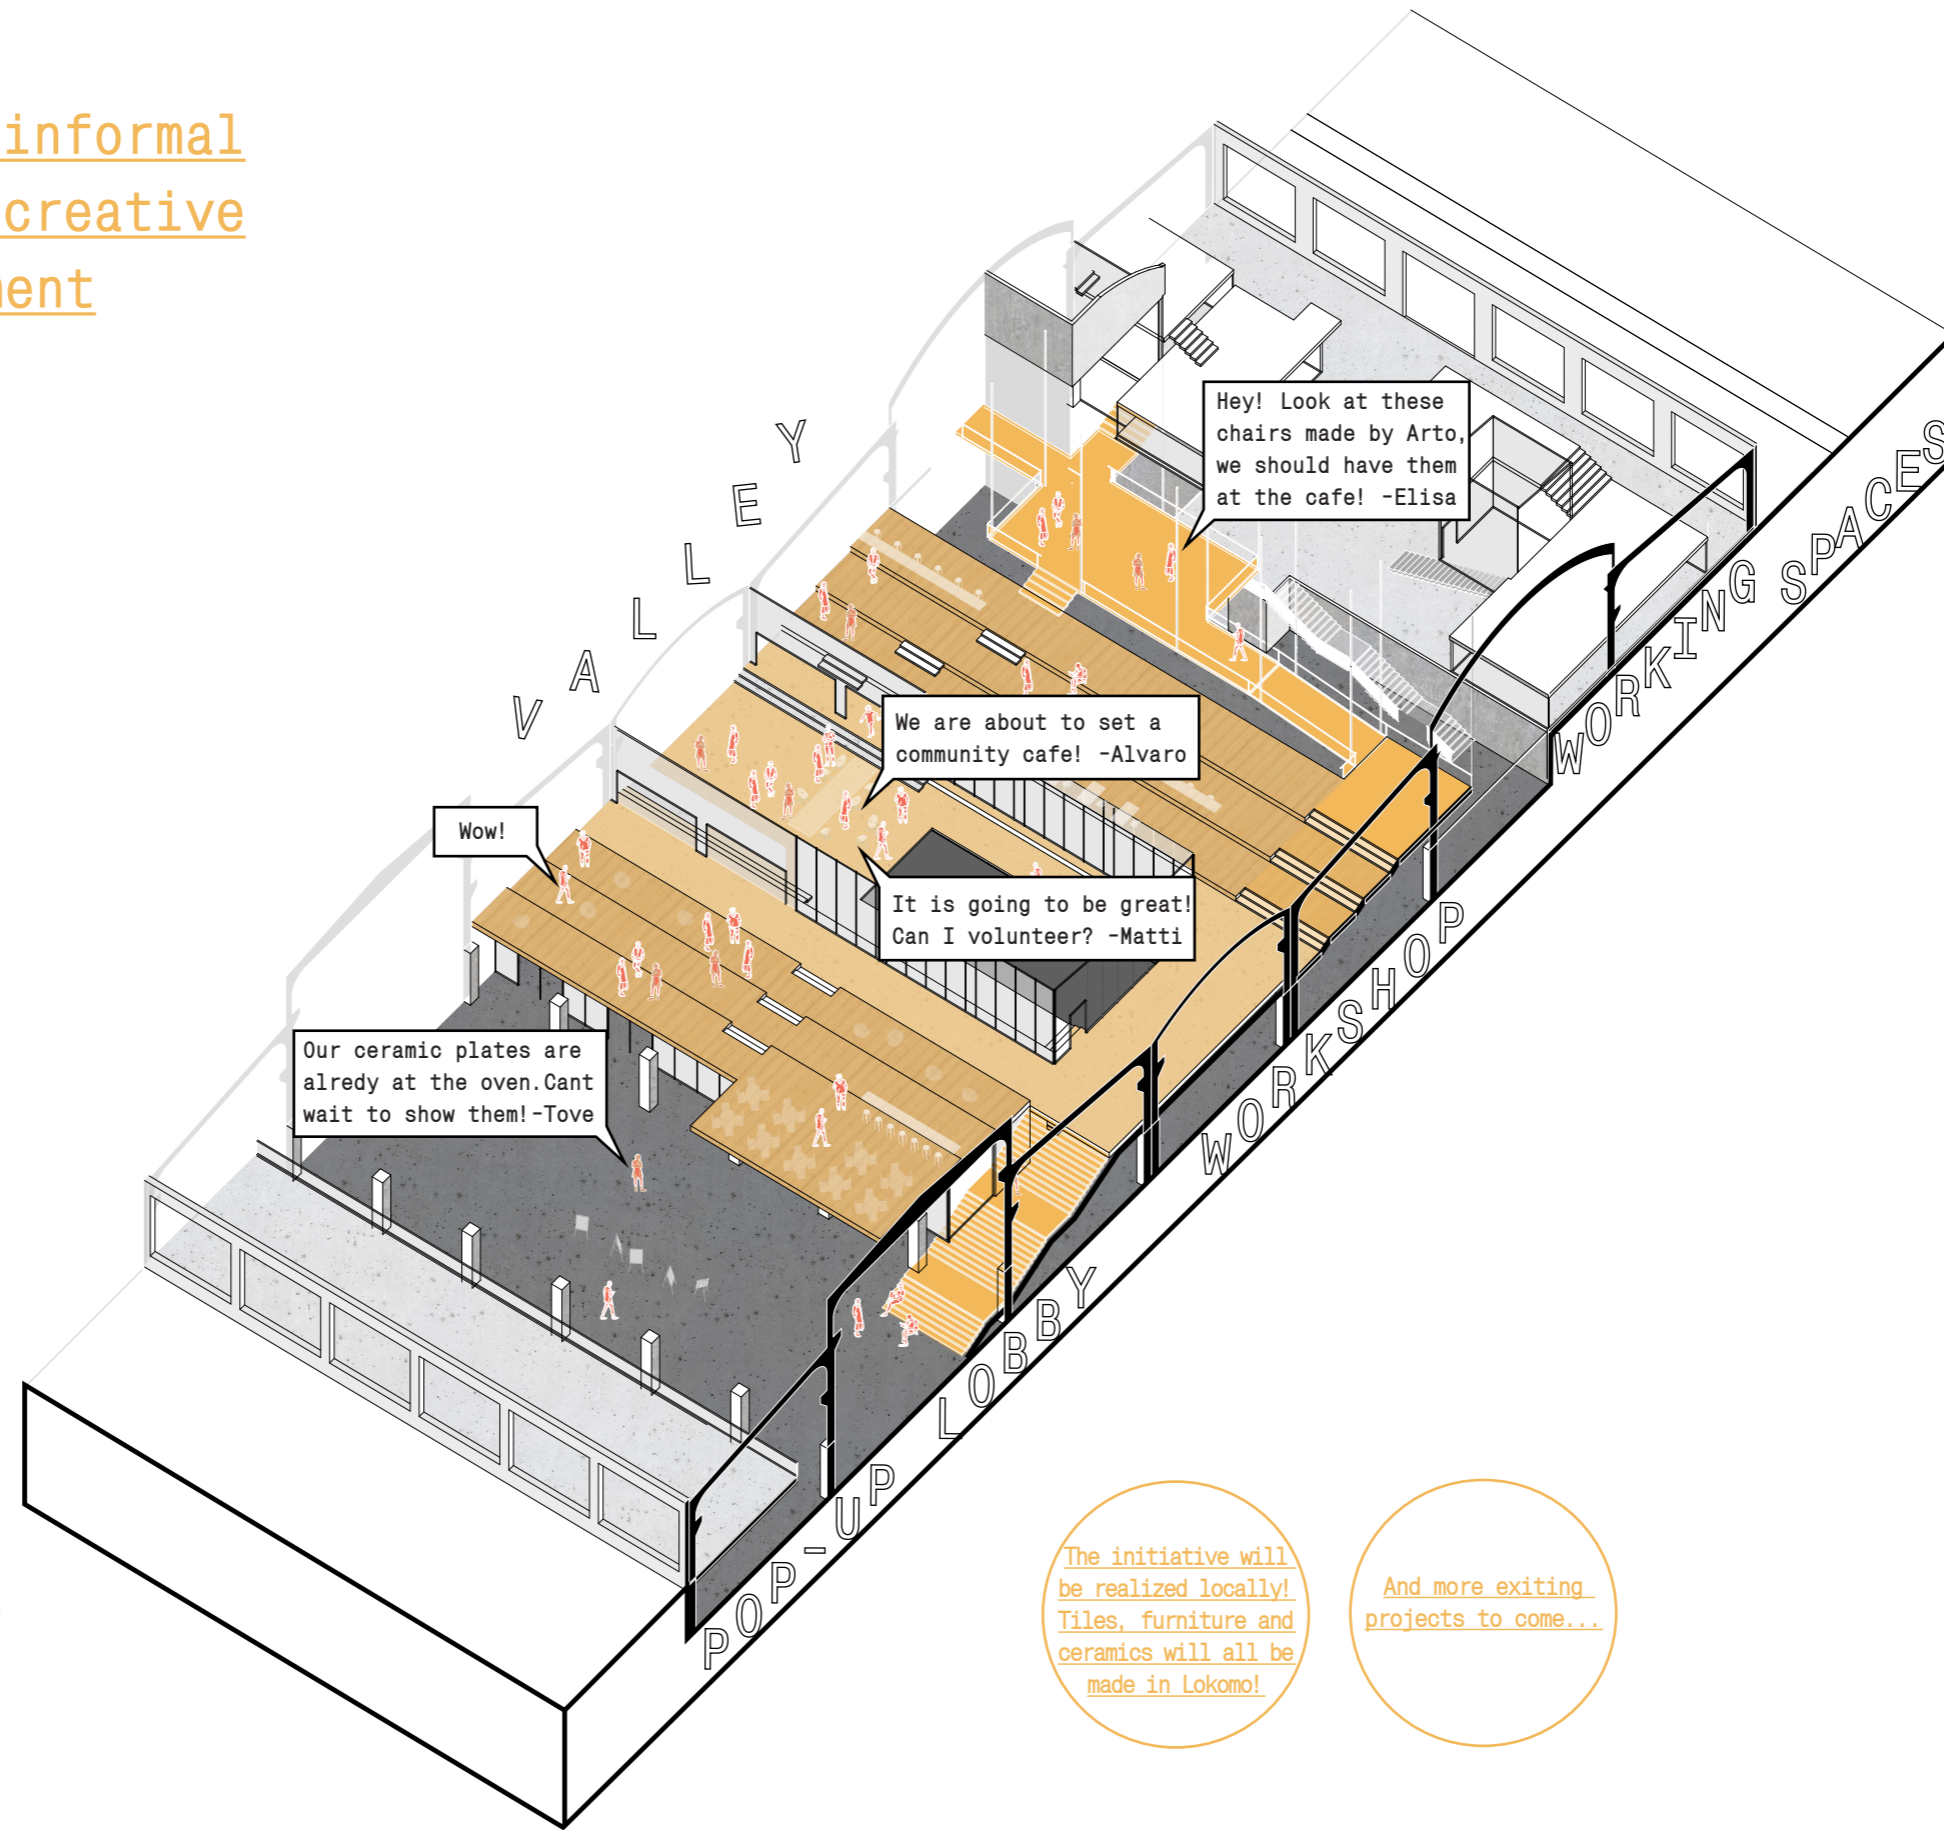 informal
creative
ment
VALLEY
Hey! Look at these
chairs made by Arto,
we should have them
at the cafe! -Elisa
We are about to set a
community cafe! -Alvaro
Wow!
It is going to be great!
Can I volunteer? -Matti
Our ceramic plates are
alredy at the oven.Cant
wait to show them!-Tove
POP-UP LOBBY
WORKSHOP
WORKING SPACES
The initiative will
be realized locally!
Tiles, furniture and
ceramics will all be
made in Lokomo!
And more exiting
projects to come...